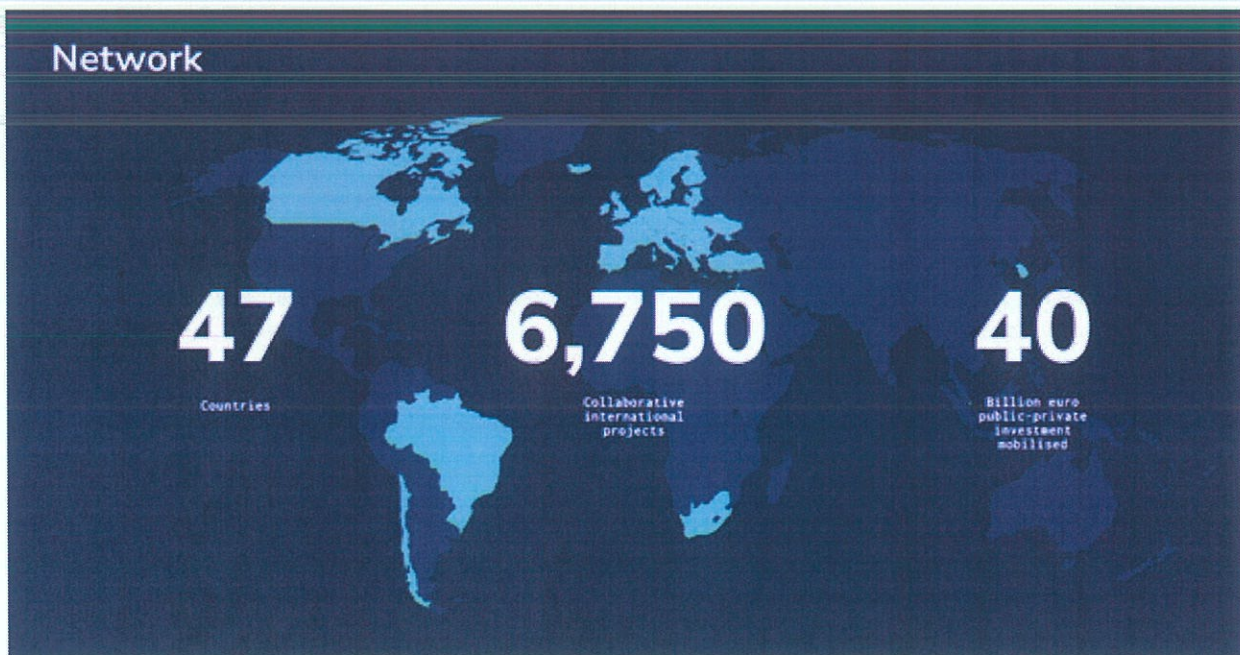 Network
47
6,750
40
Countries
Collaborative
international
projects
Billion euro
public-private
investment
mobilised